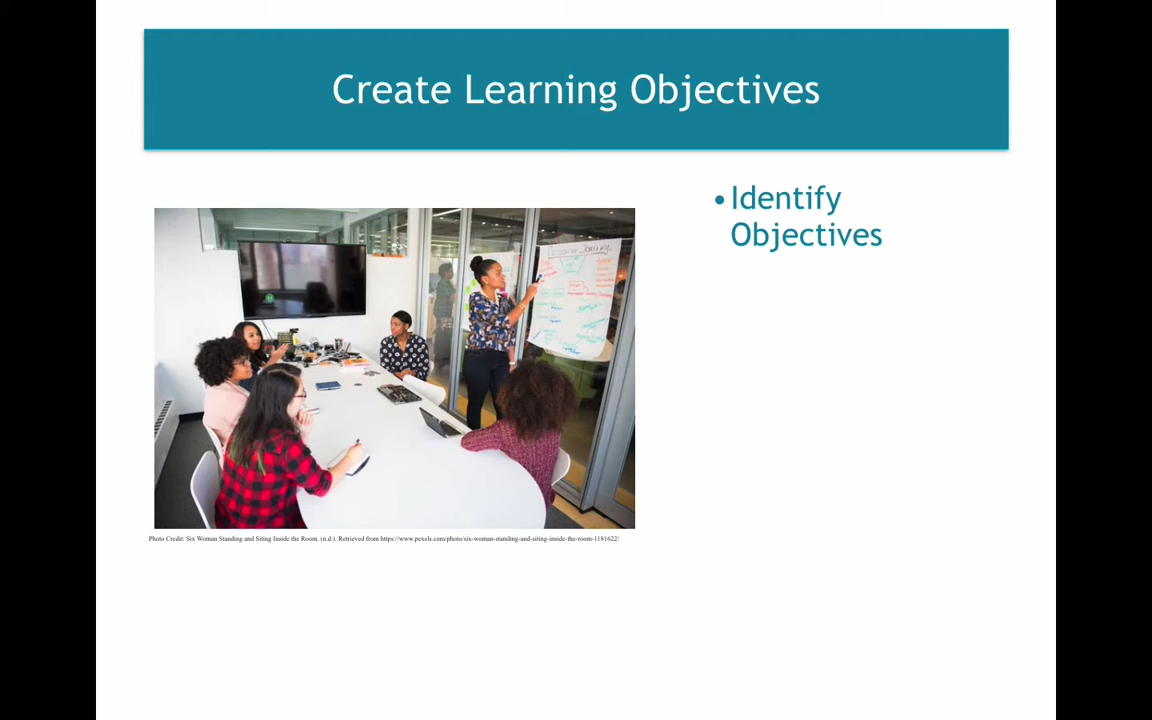 Create Learning Objectives
•Identify
Objectives
Photo Credit: Six Woman Standing and Siting Inside the Room. (n.d.). Retrieved from https://www.pexels.com/photo/six-woman-standing-and-siting-inside-the-room-1181622/